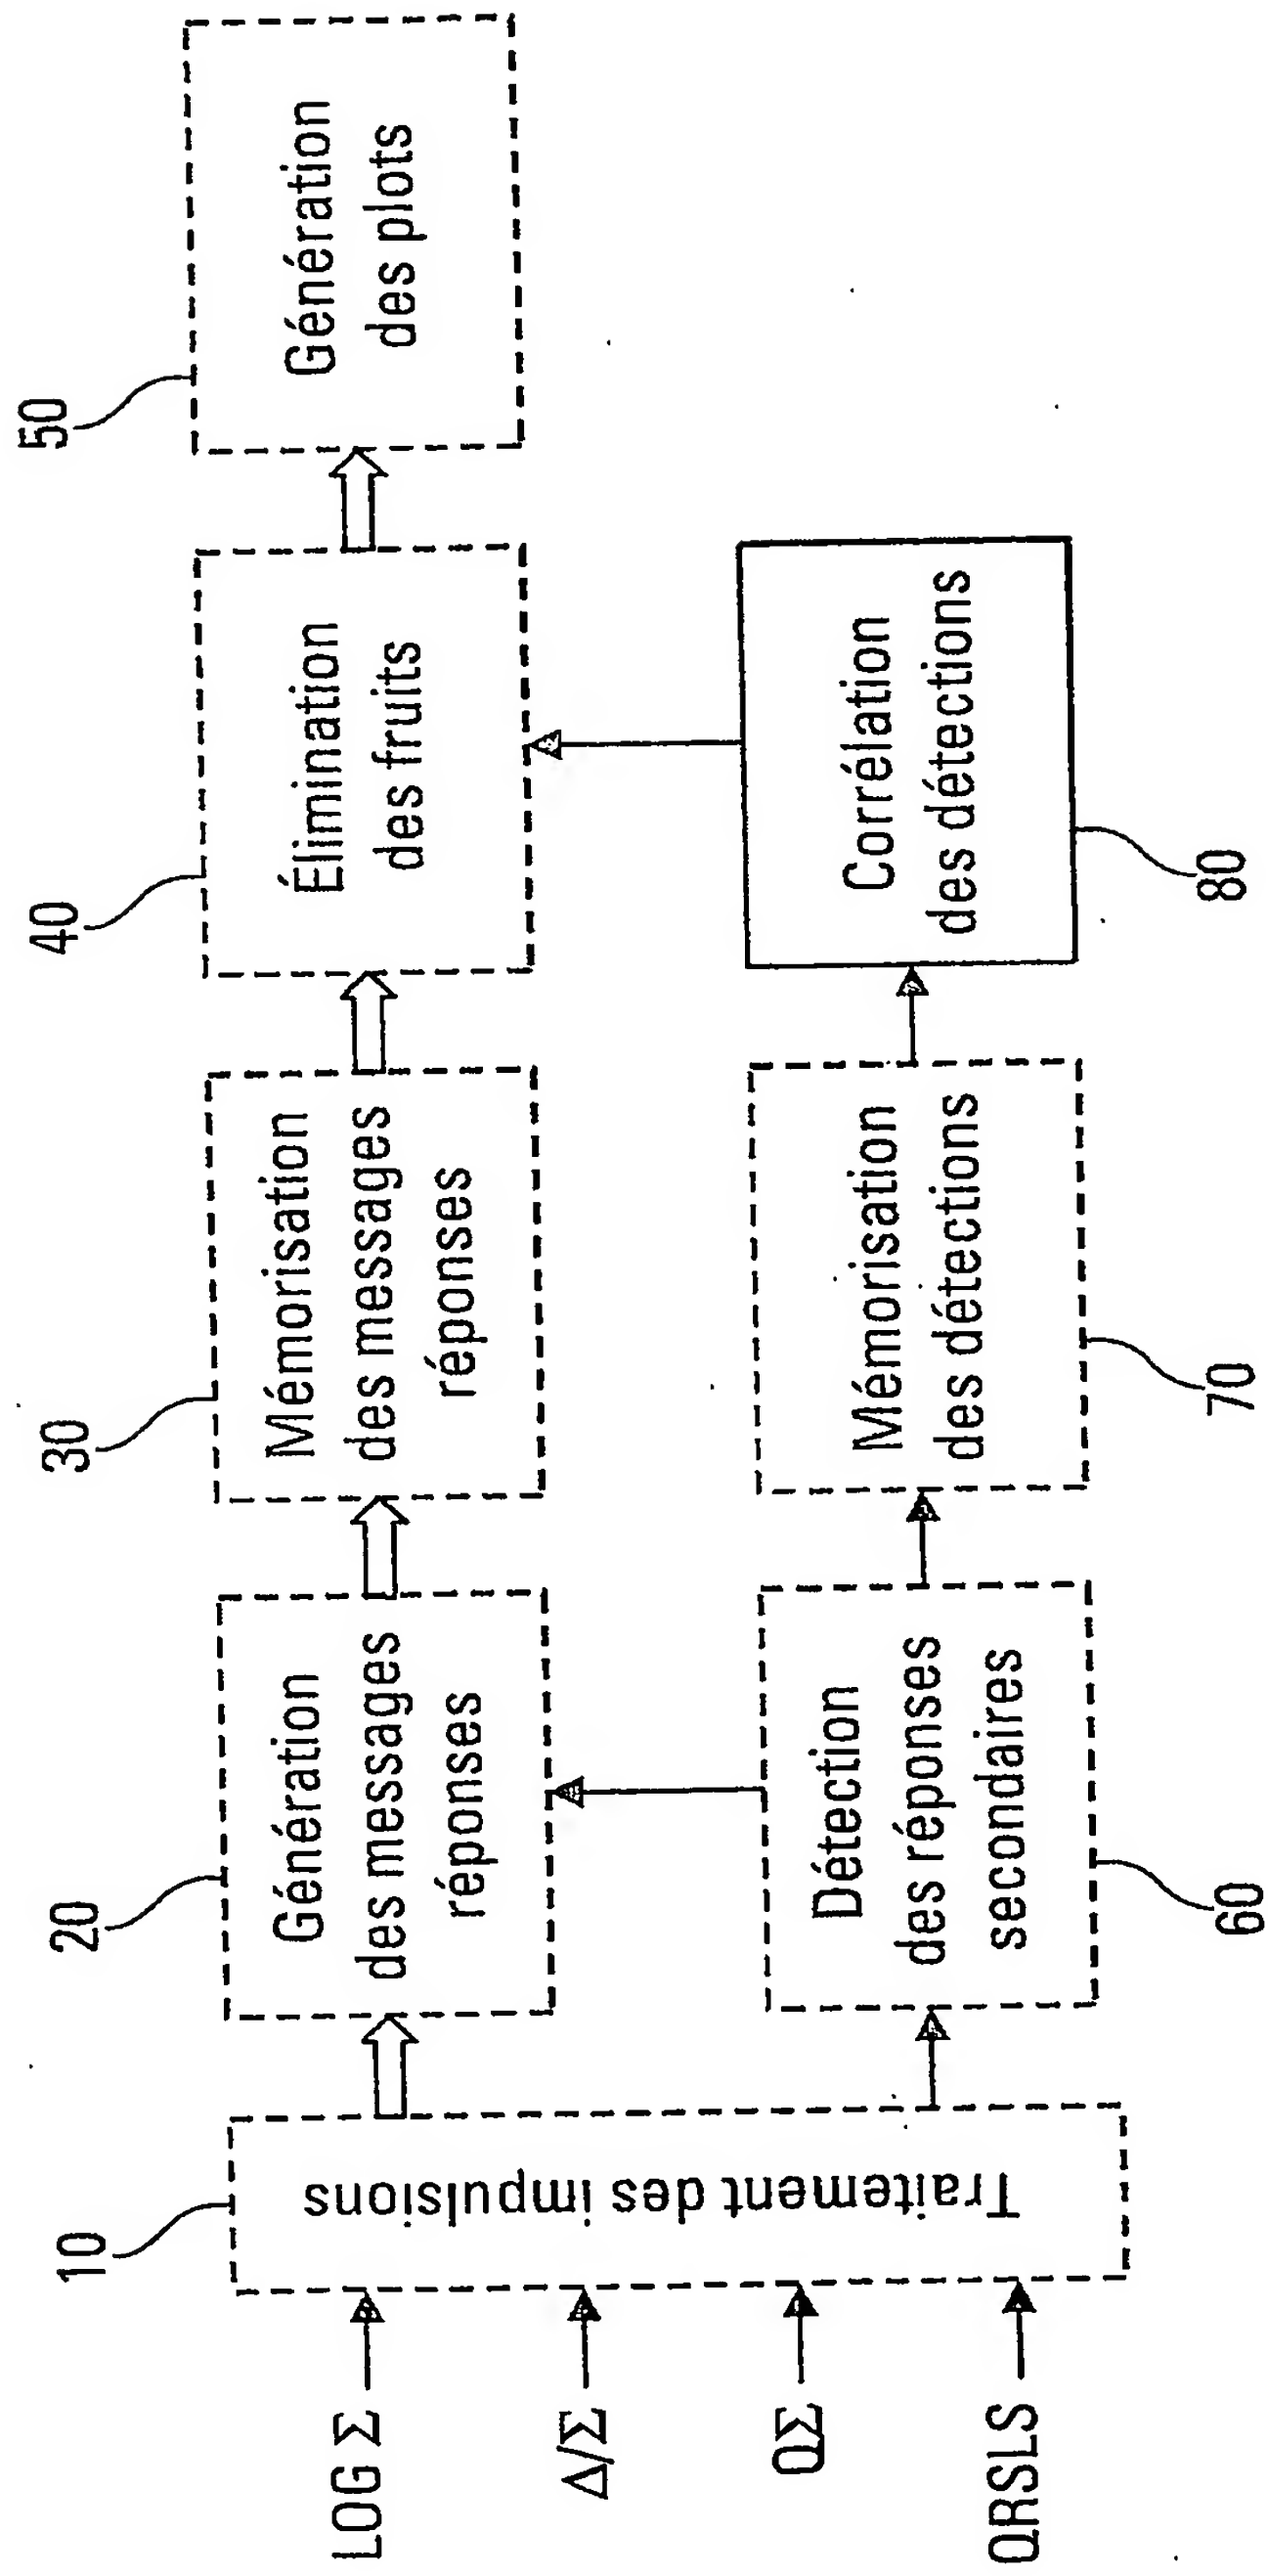 50
40
30
20
10
Génération
des plots
Élimination
des fruits
Mémorisation
des messages
réponses
Génération
des messages
réponses
Traitement des impulsions
Corrélation
des détections
Mémorisation
des détections
Détection
des réponses
secondaires
80
70
60
LOG Σ
Δ/Σ
QΣ
QRSLS